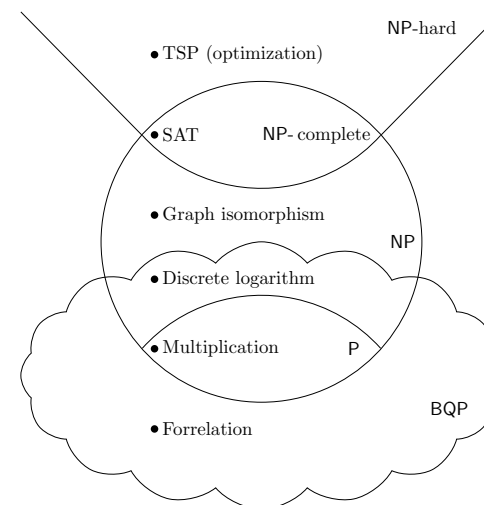 NP-hard
• TSP (optimization)
• SAT
NP- complete
• Graph isomorphism
NP
• Discrete logarithm
• Multiplication
P
BQP
• Forrelation